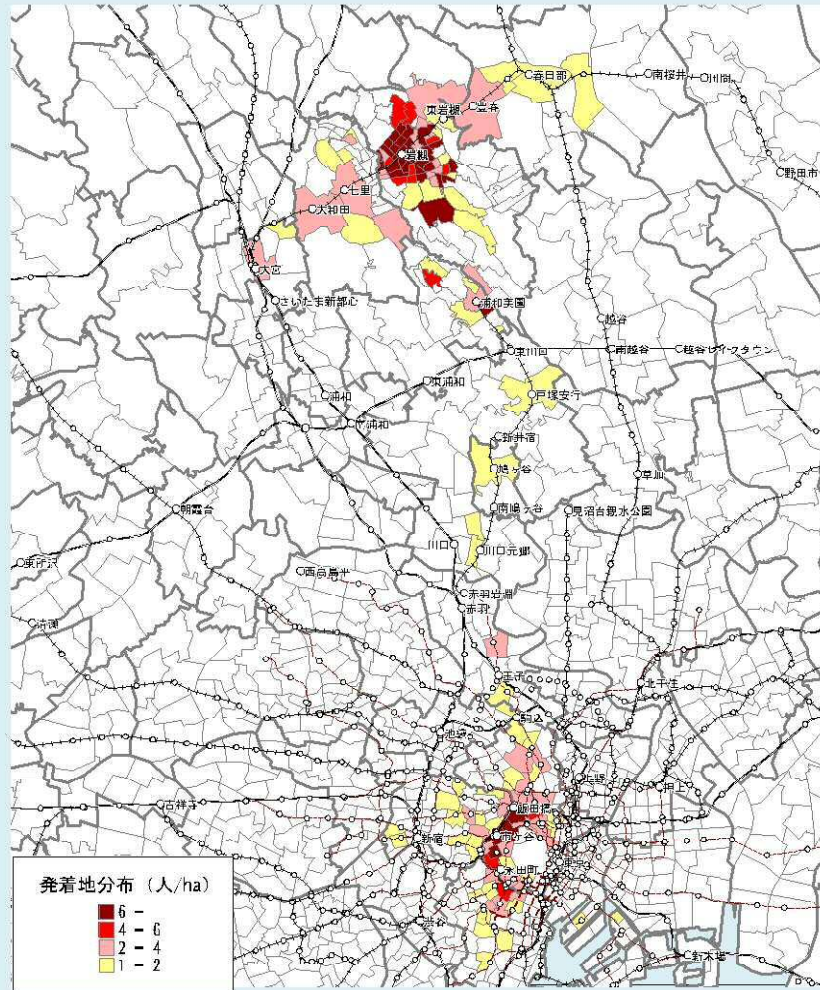 春日部
南桜井
川間
東岩槻
豊春
岩槻
野田市
七里
大和田
大宮
さいたま新都心
浦和美園
越谷
東川口
南越谷
越谷レイクタウン
東浦和
戸塚安行
浦和
武浦和
新井宿
鳩ヶ谷
草加
朝霞台
南鳩ヶ谷
見沼台親水公園
川口
川口元郷
東所沢
西高島平
赤羽岩淵
赤羽
清瀬
王子
北千住
駒込
池袋
上野
押上
吉祥寺
飯田橋
新宿
市ヶ谷
東京
永田町
渋谷
新木場
発着地分布 (人/ha)
6 -
4 - 6
2 - 4
1 - 2